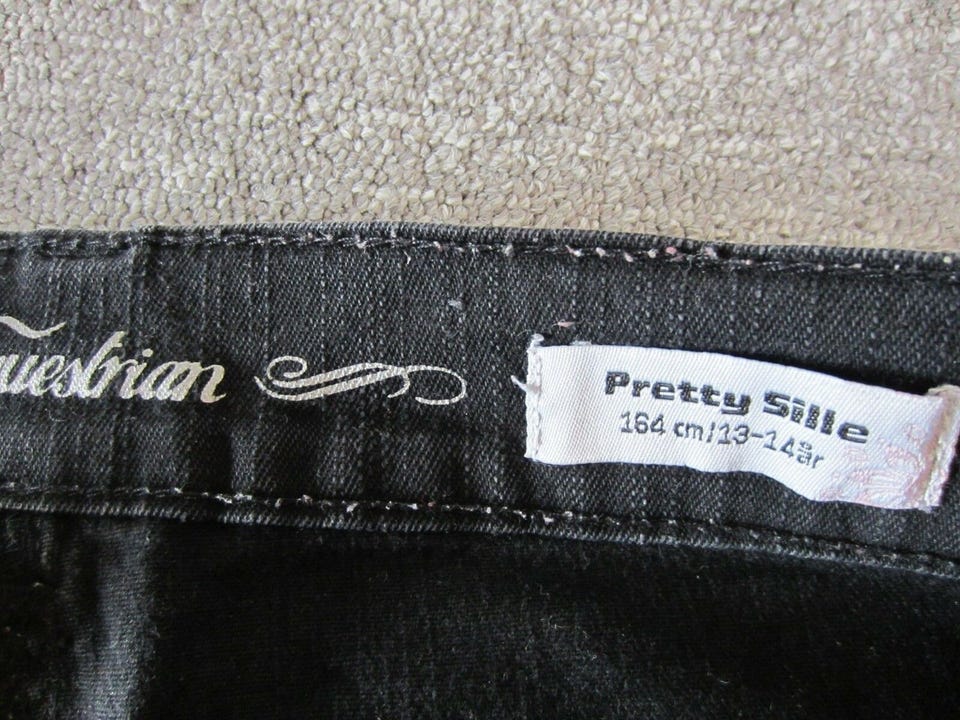 uestrian
Pretty Sille
164 cm/13-14år